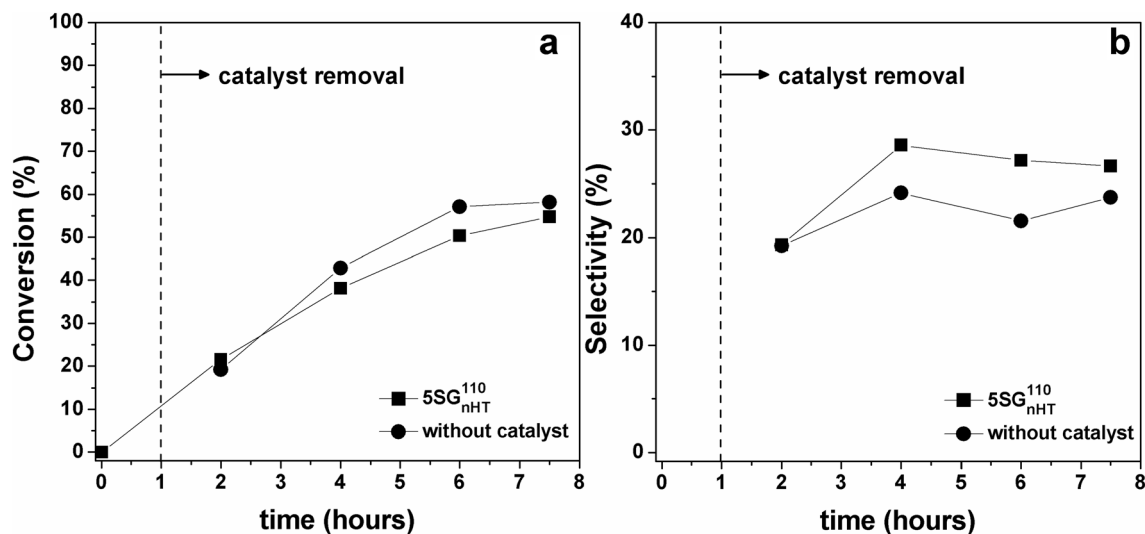 a
catalyst removal
Conversion (%)
100
90
80
70
60
50
40
30
20
10
0
5SG110nHT
without catalyst
0 1 2 3 4 5 6 7 8
time (hours)
b
catalyst removal
Selectivity (%)
40
30
20
10
0
5SG110nHT
without catalyst
0 1 2 3 4 5 6 7 8
time (hours)